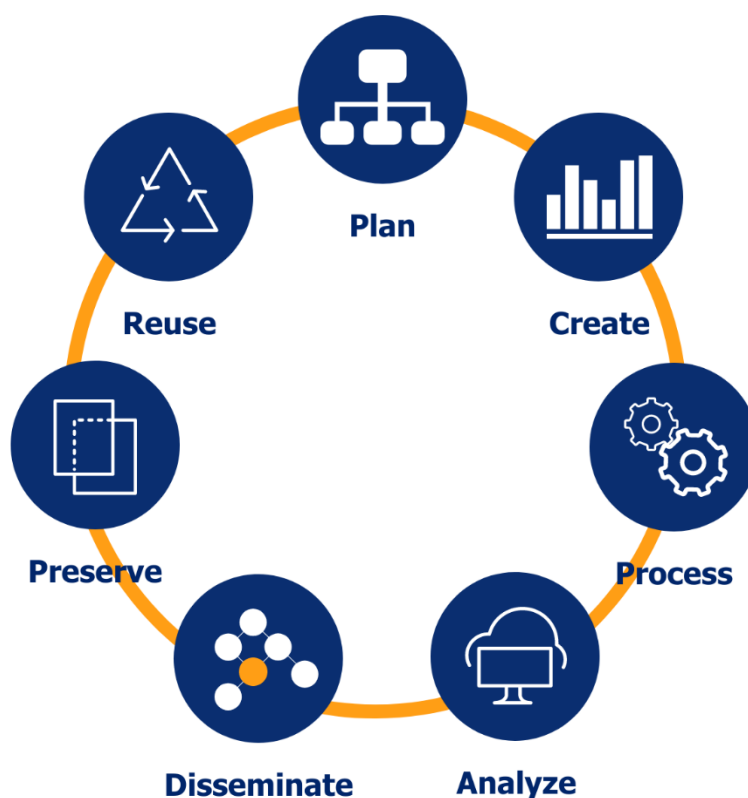 Plan
Create
Process
Analyze
Disseminate
Preserve
Reuse